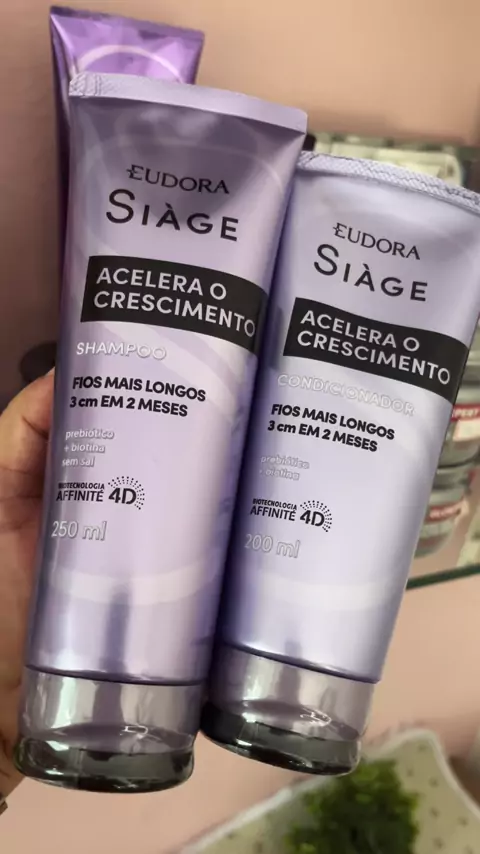 EUDORA
SIÀGE
ACELERA O
CRESCIMENTO
SHAMPOO
FIOS MAIS LONGOS
3 cm EM 2 MESES
prebiótico
e biotina
sem sal
BIOTECNOLOGIA
AFFINITÉ 4D
250 ml
EUDORA
SIÀGE
ACELERA O
CRESCIMENTO
CONDICIONADOR
FIOS MAIS LONGOS
3 cm EM 2 MESES
prebiótico
e biotina
BIOTECNOLOGIA
AFFINITÉ 4D
200 ml